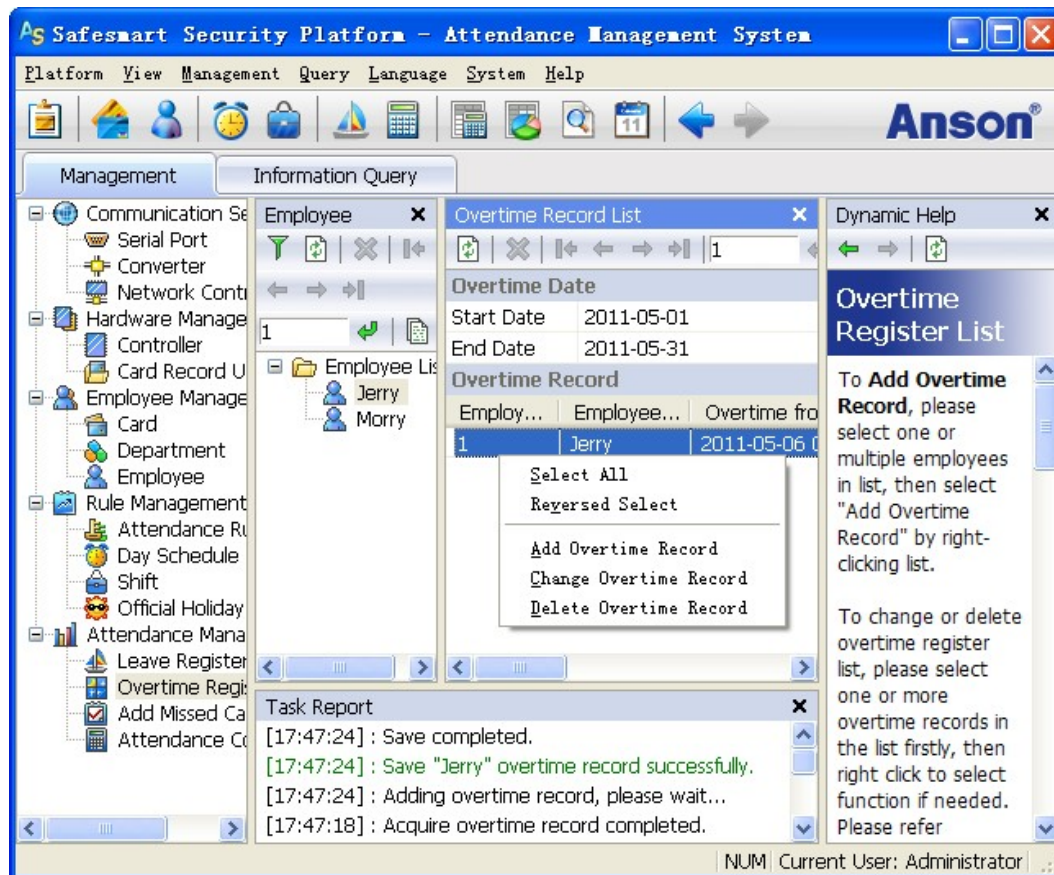 AS Safesmart Security Platform - Attendance Management System
Platform View Management Query Language System Help
11
Anson®
Management
Information Query
Communication Se
Serial Port
Converter
Network Contr
Hardware Manage
Controller
Card Record U
Employee Manage
Card
Department
Employee
Rule Management
Attendance Ru
Day Schedule
Shift
Official Holiday
Attendance Mana
Leave Register
Overtime Regis
Add Missed Ca
Attendance Co
Employee
1
Employee Lis
Jerry
Morry
Overtime Record List
1
Overtime Date
Start Date 2011-05-01
End Date 2011-05-31
Overtime Record
Employ... Employee... Overtime fro
1 Jerry 2011-05-06 0
Select All
Reversed Select
Add Overtime Record
Change Overtime Record
Delete Overtime Record
Task Report
[17:47:24] : Save completed.
[17:47:24] : Save "Jerry" overtime record successfully.
[17:47:24] : Adding overtime record, please wait...
[17:47:18] : Acquire overtime record completed.
Dynamic Help
Overtime
Register List
To Add Overtime
Record, please
select one or
multiple employees
in list, then select
"Add Overtime
Record" by right-
clicking list.
To change or delete
overtime register
list, please select
one or more
overtime records in
the list firstly, then
right click to select
function if needed.
Please refer
NUM Current User: Administrator